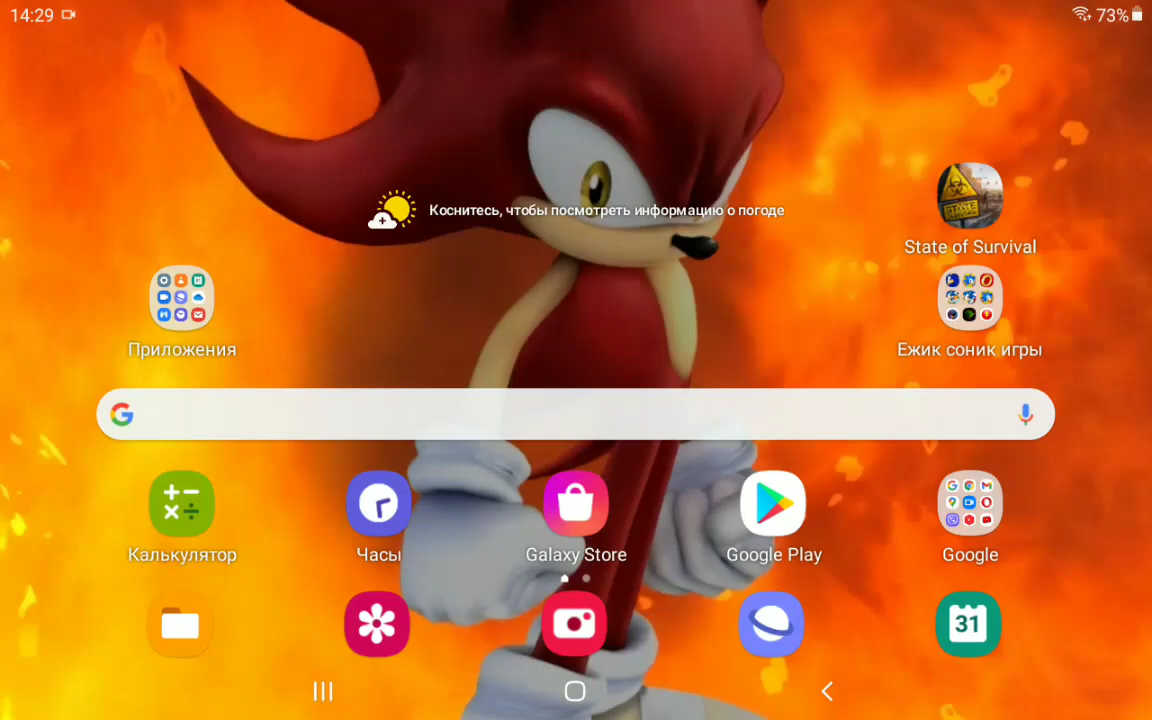 14:29
73%
Коснитесь, чтобы посмотреть информацию о погоде
State of Survival
Приложения
Ежик соник игры
Калькулятор
Часы
Galaxy Store
Google Play
Google
31